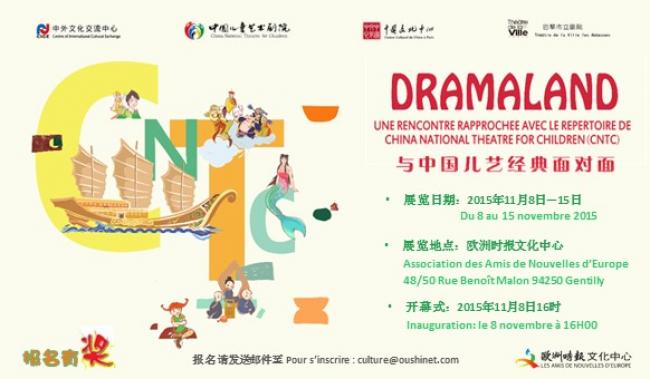 中外文化交流中心
Centre of International Cultural Exchange
中国儿童艺术剧院
China National Theatre for Children
中国文化中心
Centre Culturel de Chine à Paris
Théâtre de la Ville
巴黎市立剧院
Théâtre de la Ville des Abbesses
CNTC
DRAMALAND
UNE RENCONTRE RAPPROCHEE AVEC LE REPERTOIRE DE
CHINA NATIONAL THEATRE FOR CHILDREN (CNTC)
与中国儿艺经典面对面
• 展览日期：2015年11月8日—15日
Du 8 au 15 novembre 2015
• 展览地点：欧洲时报文化中心
Association des Amis de Nouvelles d'Europe
48/50 Rue Benoît Malon 94250 Gentilly
• 开幕式：2015年11月8日16时
Inauguration: le 8 novembre à 16H00
报名有奖
报名请发送邮件至 Pour s'inscrire : culture@oushinet.com
欧洲时报文化中心
LES AMIS DE NOUVELLES D'EUROPE